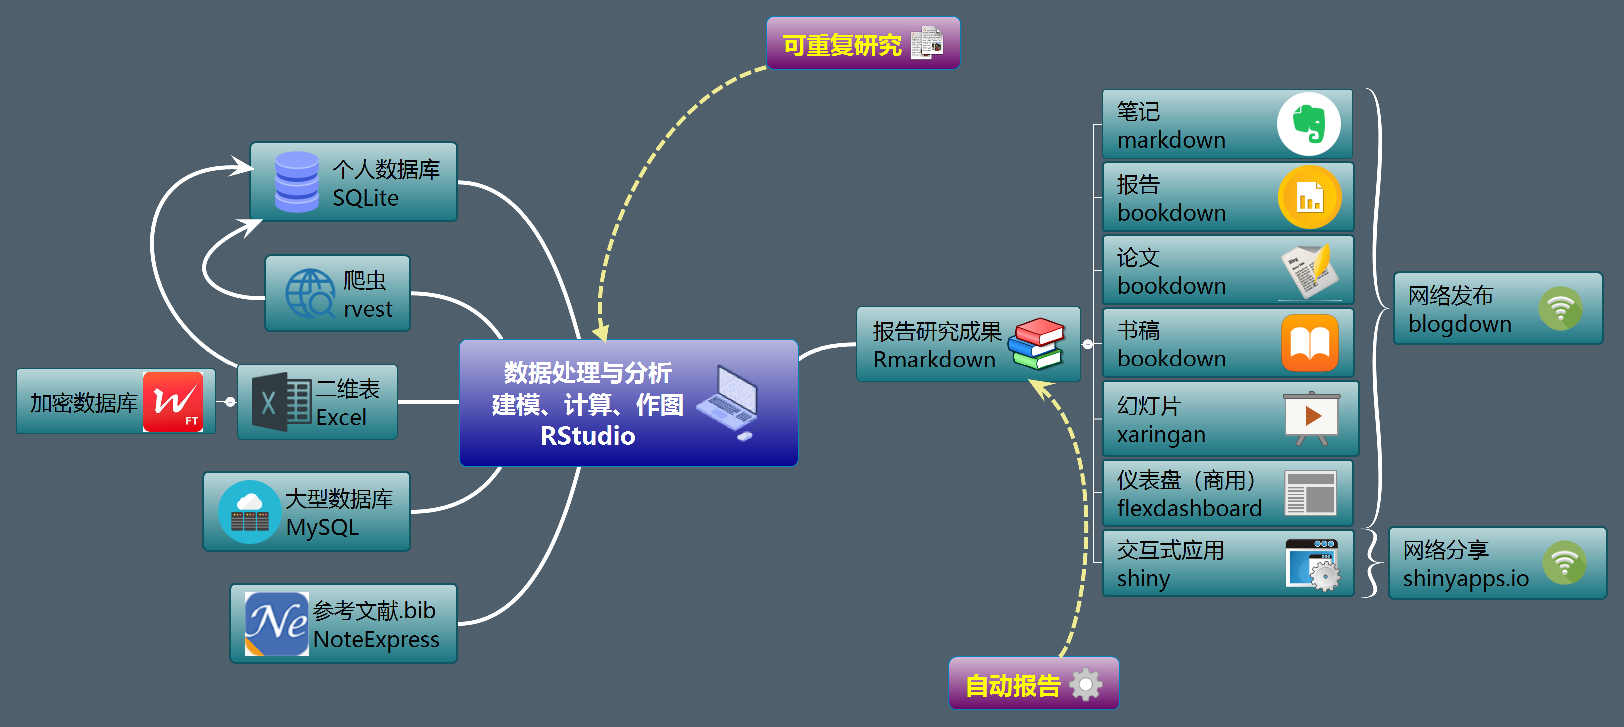 可重复研究
个人数据库
SQLite
爬虫
rvest
加密数据库
W
FT
X
二维表
Excel
大型数据库
MySQL
Ne
参考文献.bib
NoteExpress
数据处理与分析
建模、计算、作图
RStudio
报告研究成果
Rmarkdown
笔记
markdown
报告
bookdown
论文
bookdown
Blog
书稿
bookdown
幻灯片
xaringan
仪表盘（商用）
flexdashboard
交互式应用
shiny
网络发布
blogdown
网络分享
shinyapps.io
自动报告